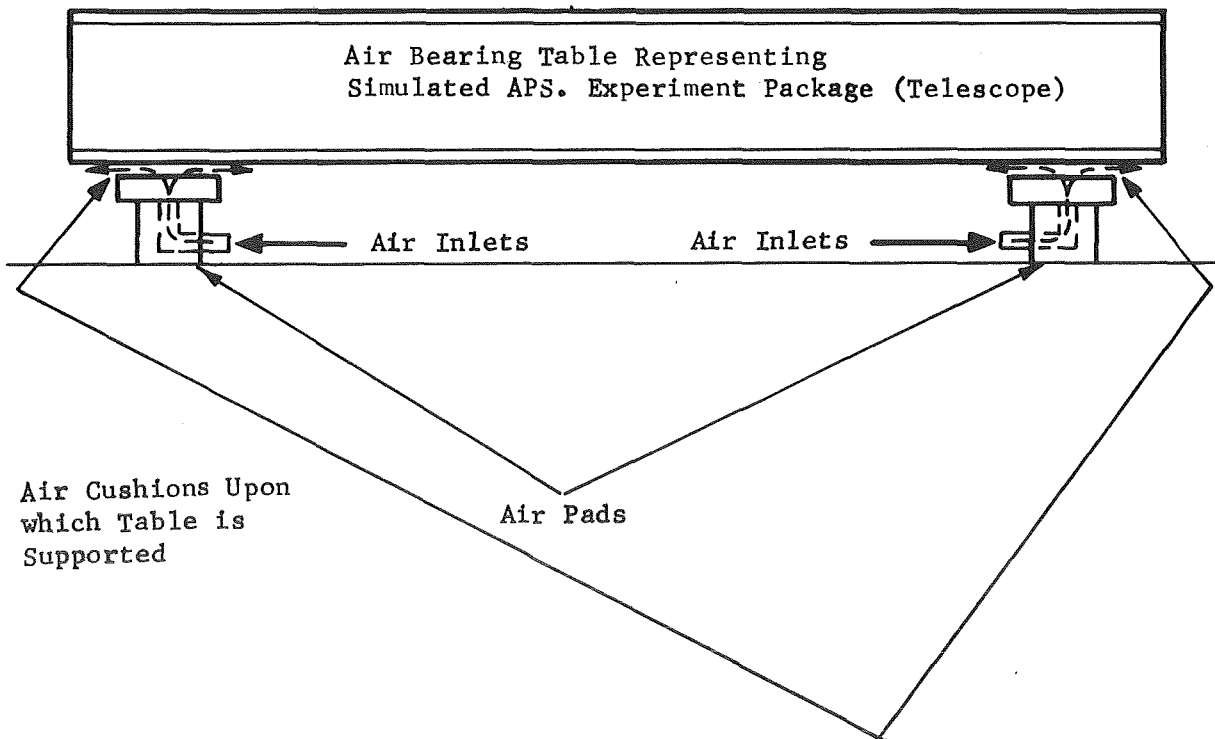 Air Bearing Table Representing
Simulated APS. Experiment Package (Telescope)
Air Inlets
Air Inlets
Air Cushions Upon
which Table is
Supported
Air Pads